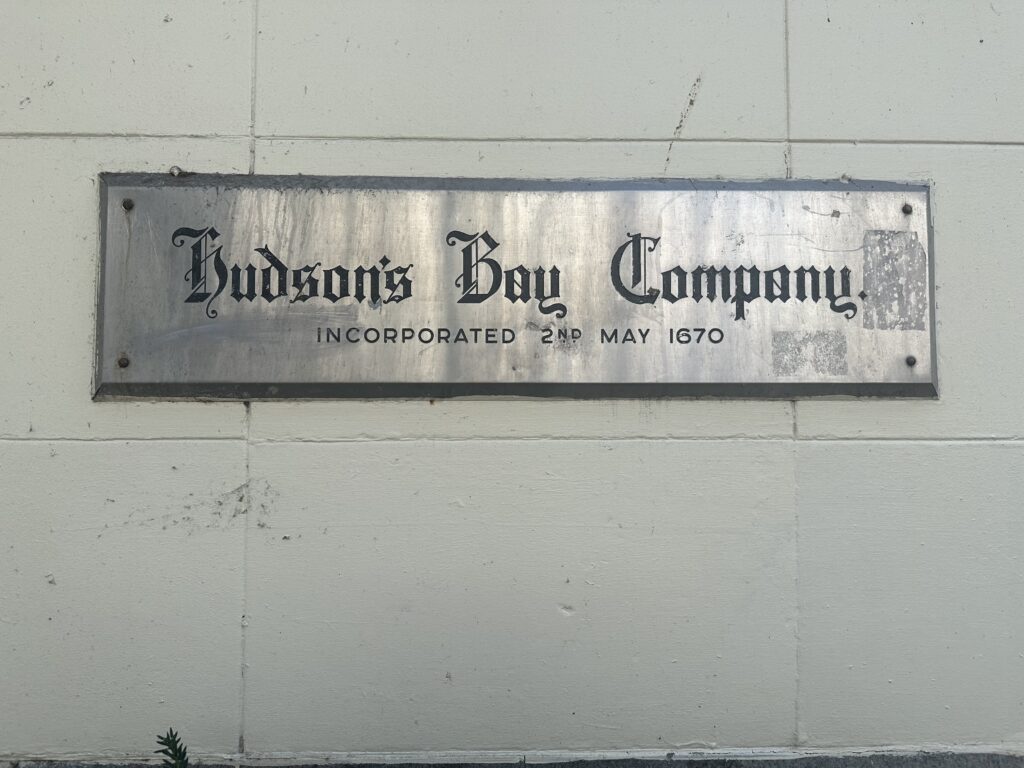 Hudson's Bay Company.
INCORPORATED 2ND MAY 1670